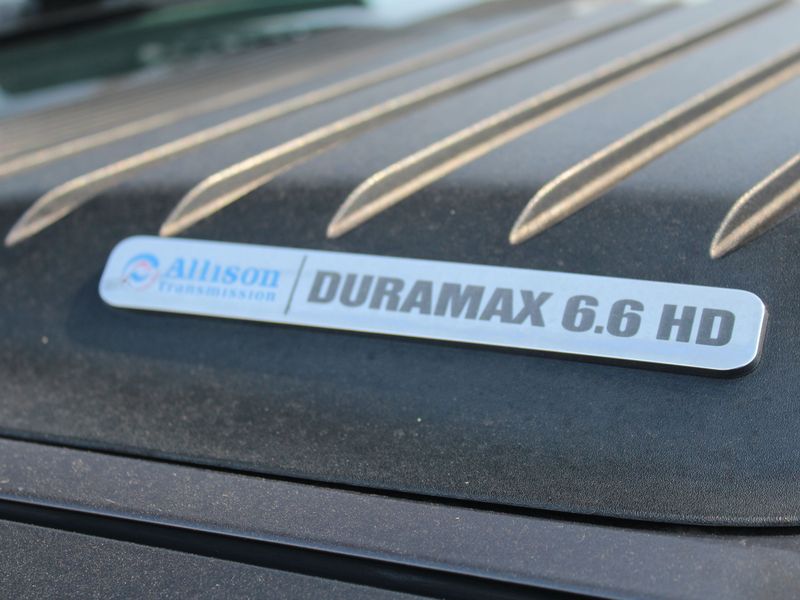 Allison
Transmission
DURAMAX 6.6 HD